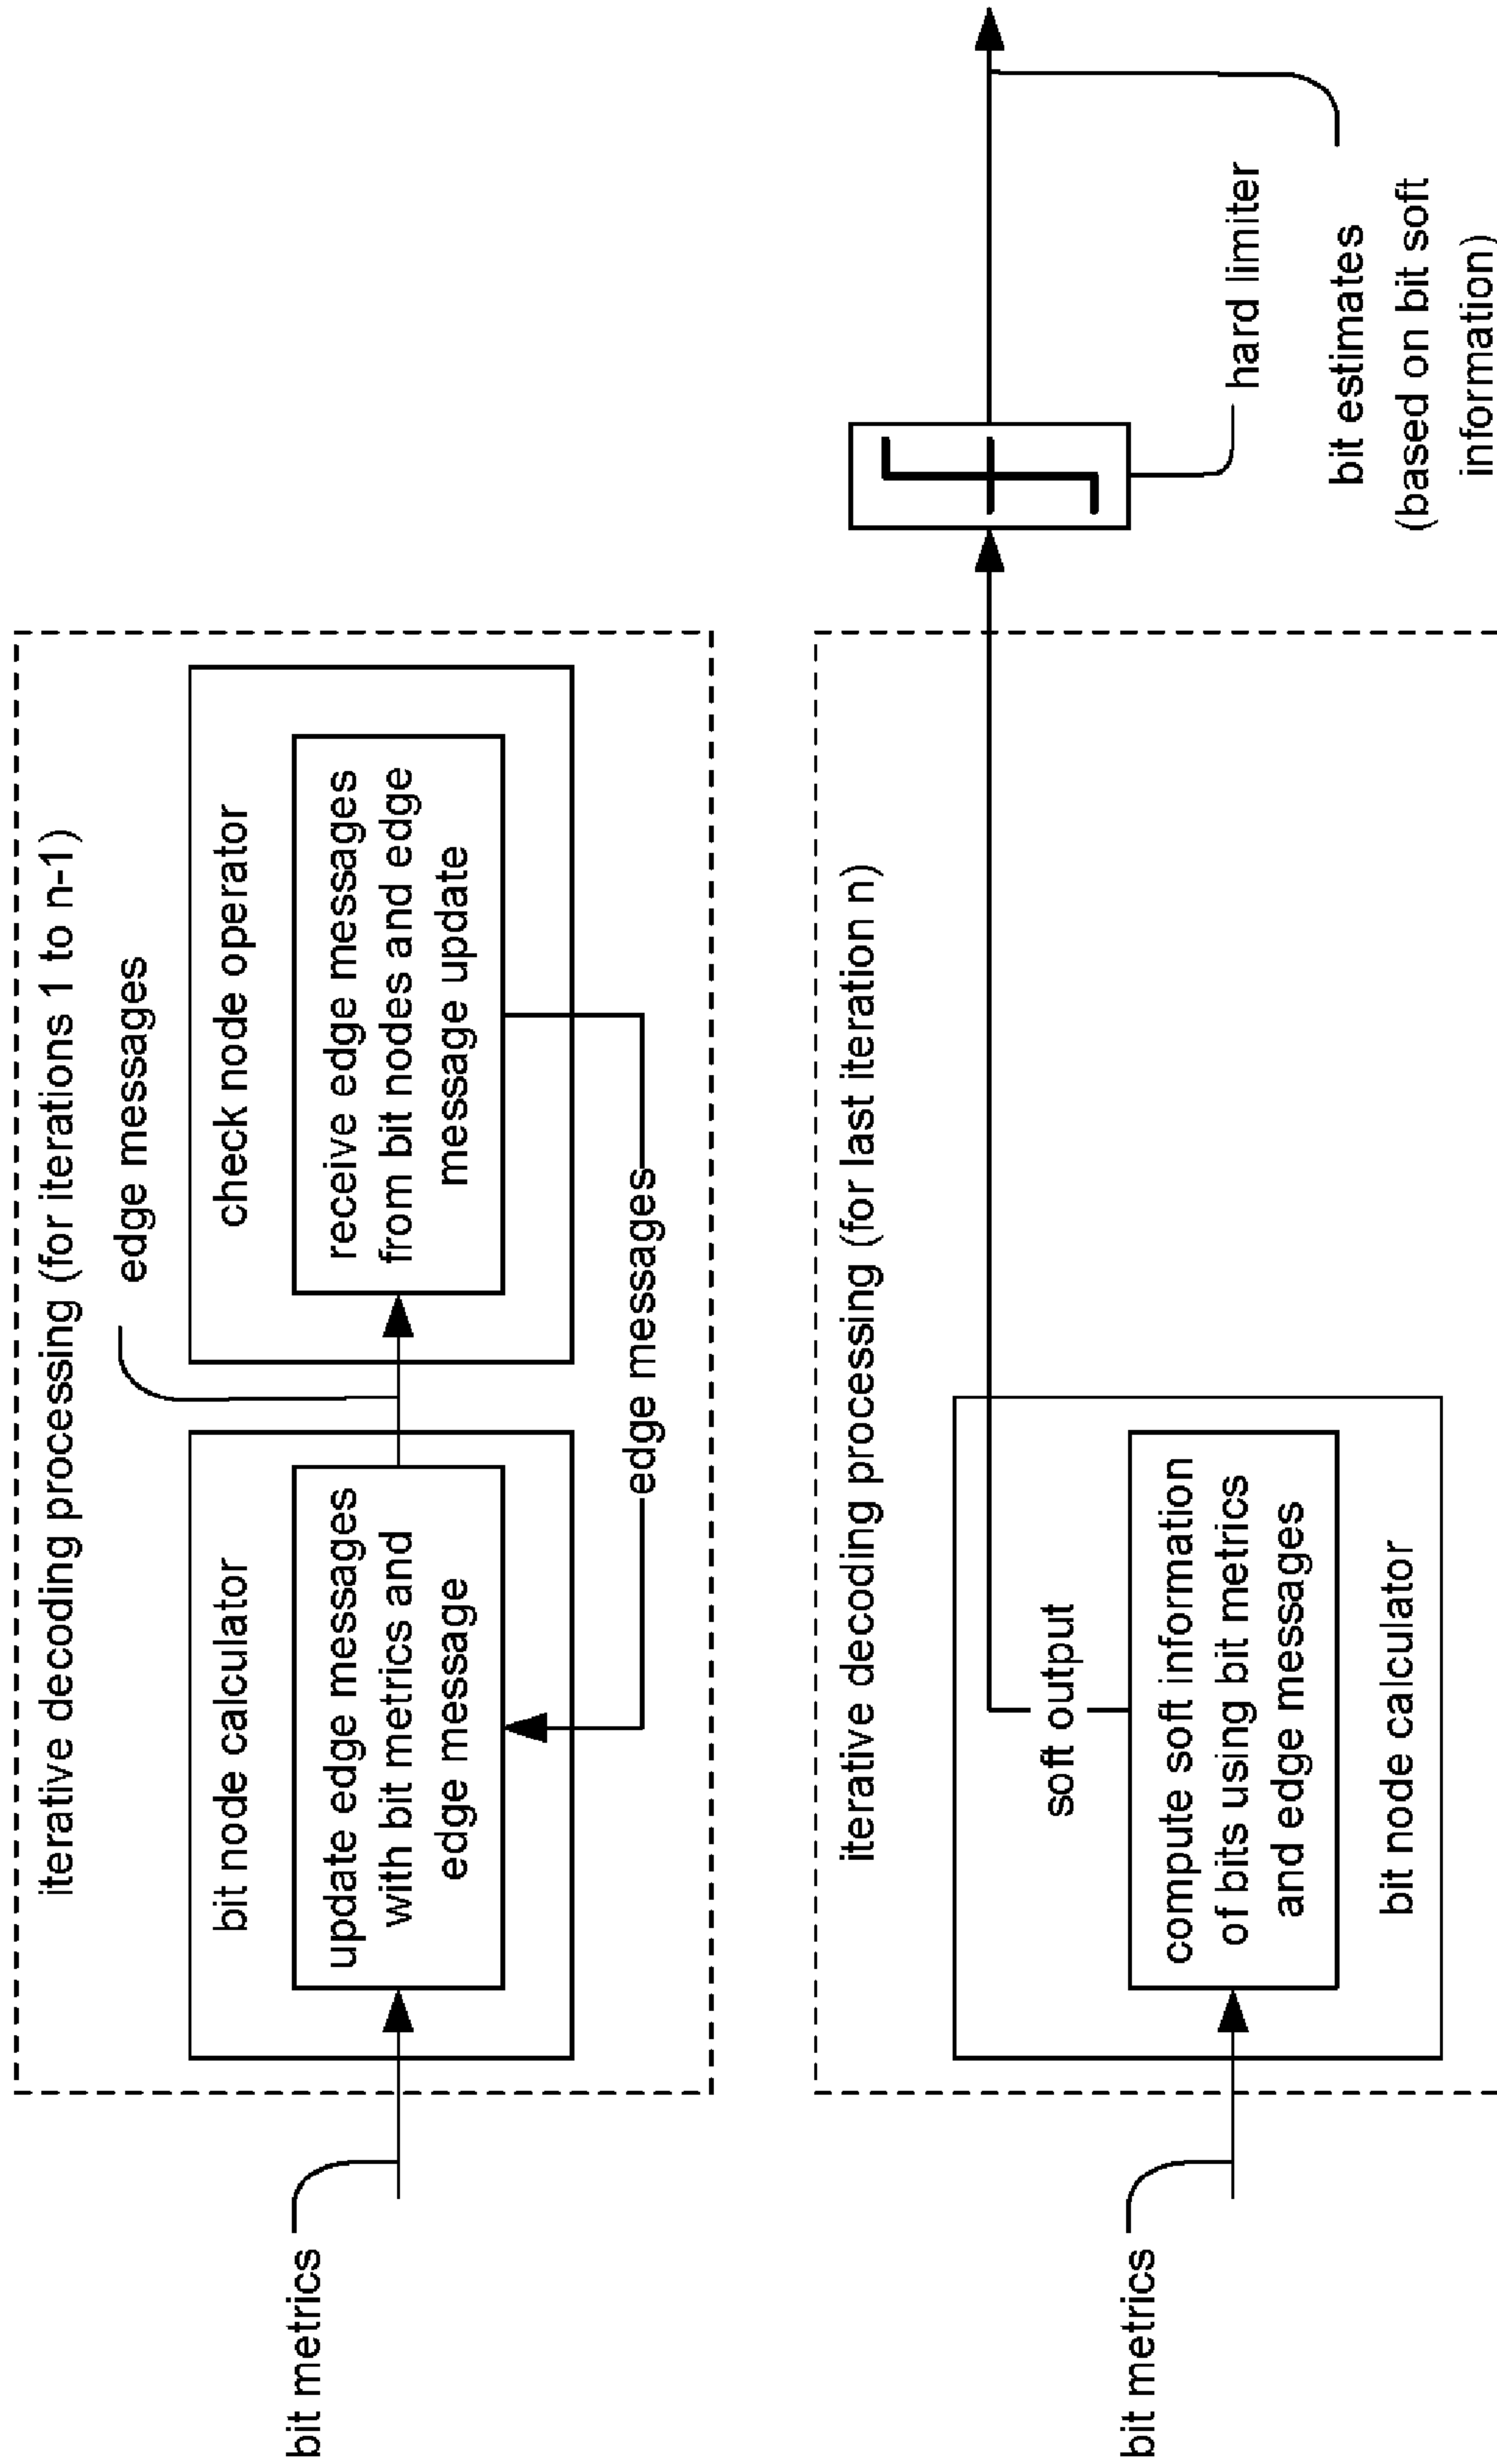 iterative decoding processing (for iterations 1 to n-1)
edge messages
bit node calculator
check node operator
bit metrics
update edge messages
with bit metrics and
edge message
receive edge messages
from bit nodes and edge
message update
edge messages
iterative decoding processing (for last iteration n)
soft output
bit metrics
compute soft information
of bits using bit metrics
and edge messages
bit node calculator
hard limiter
bit estimates
(based on bit soft
information)